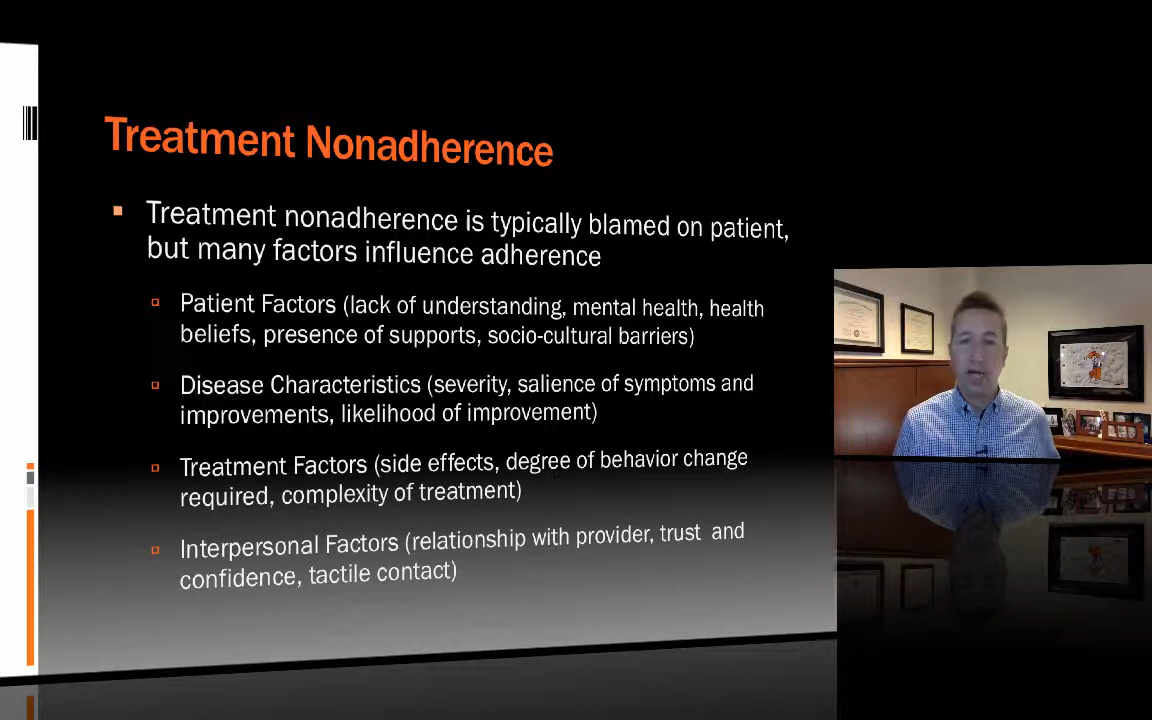 Treatment Nonadherence
Treatment nonadherence is typically blamed on patient,
but many factors influence adherence
Patient Factors (lack of understanding, mental health, health
beliefs, presence of supports, socio-cultural barriers)
Disease Characteristics (severity, salience of symptoms and
improvements, likelihood of improvement)
Treatment Factors (side effects, degree of behavior change
required, complexity of treatment)
Interpersonal Factors (relationship with provider, trust  and
confidence, tactile contact)